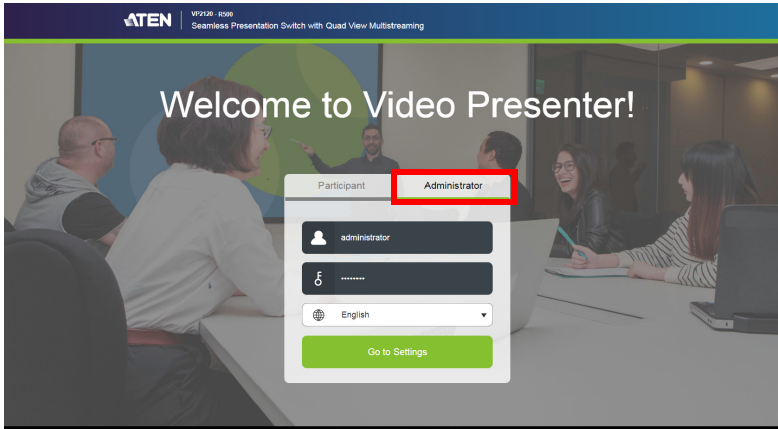 ATEN
VP2120 - R500
Seamless Presentation Switch with Quad View Multistreaming
Welcome to Video Presenter!
Participant
Administrator
administrator
········
English
Go to Settings